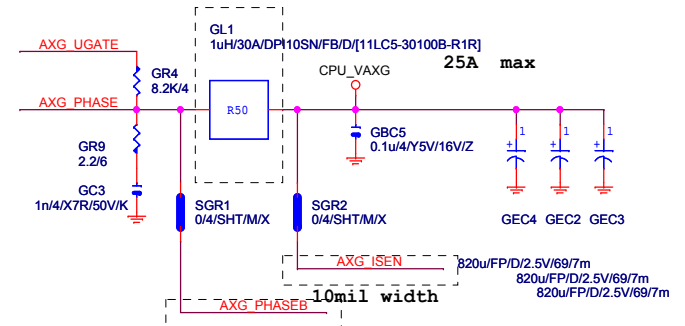 GL1
1uH/30A/DPI10SN/FB/D/[11LC5-30100B-R1R]
AXG_UGATE
25A max
CPU_VAXG
GR4
8.2K/4
AXG_PHASE
R50
GBC5
0.1u/4/Y5V/16V/Z
1
1
1
+
+
+
GR9
2.2/6
GC3
1n/4/X7R/50V/K
SGR1
0/4/SHT/M/X
SGR2
0/4/SHT/M/X
GEC4
GEC2
GEC3
AXG_ISEN
820u/FP/D/2.5V/69/7m
820u/FP/D/2.5V/69/7m
820u/FP/D/2.5V/69/7m
10mil width
AXG_PHASEB